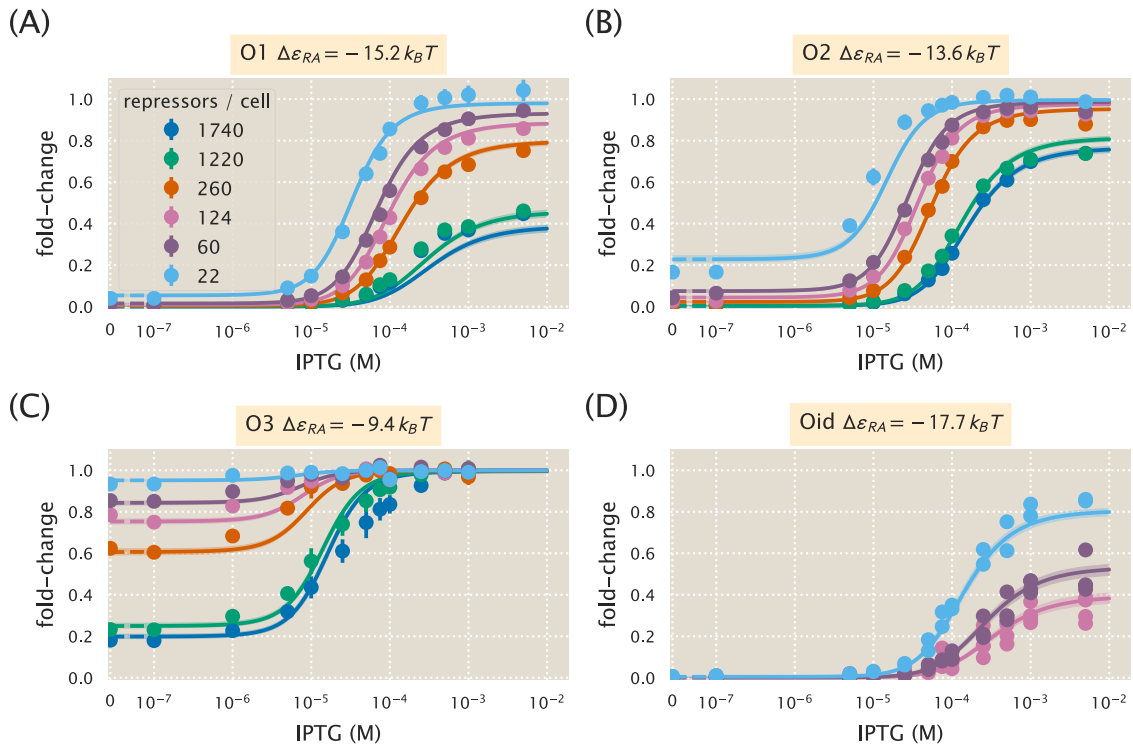 (A)
O1 Δε_RA = − 15.2 k_BT
fold−change
1.0
0.8
0.6
0.4
0.2
0.0
repressors / cell
1740
1220
260
124
60
22
0 10⁻⁷ 10⁻⁶ 10⁻⁵ 10⁻⁴ 10⁻³ 10⁻²
IPTG (M)
(B)
O2 Δε_RA = − 13.6 k_BT
fold−change
1.0
0.8
0.6
0.4
0.2
0.0
0 10⁻⁷ 10⁻⁶ 10⁻⁵ 10⁻⁴ 10⁻³ 10⁻²
IPTG (M)
(C)
O3 Δε_RA = − 9.4 k_BT
fold−change
1.0
0.8
0.6
0.4
0.2
0.0
0 10⁻⁷ 10⁻⁶ 10⁻⁵ 10⁻⁴ 10⁻³ 10⁻²
IPTG (M)
(D)
Oid Δε_RA = − 17.7 k_BT
fold−change
1.0
0.8
0.6
0.4
0.2
0.0
0 10⁻⁷ 10⁻⁶ 10⁻⁵ 10⁻⁴ 10⁻³ 10⁻²
IPTG (M)